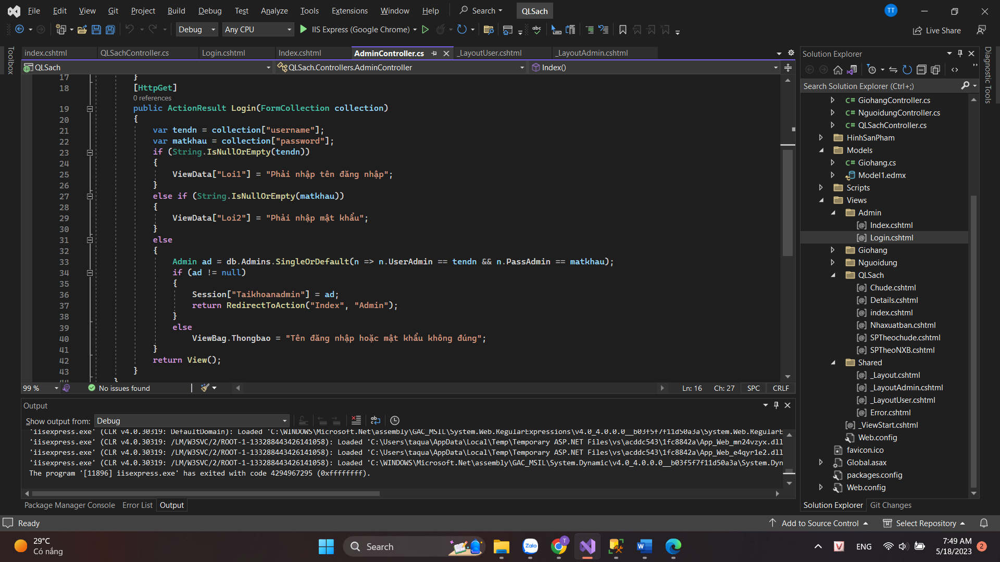 File Edit View Git Project Build Debug Test Analyze Tools Extensions Window Help Search QLSach TT
Debug Any CPU IIS Express (Google Chrome) Live Share
Toolbox
index.cshtml QLSachController.cs Login.cshtml Index.cshtml AdminController.cs _LayoutUser.cshtml _LayoutAdmin.cshtml
QLSach QLSach.Controllers.AdminController Index()
17 }
18 [HttpGet]
0 references
19 public ActionResult Login(FormCollection collection)
20 {
21 var tendn = collection["username"];
22 var matkhau = collection["password"];
23 if (String.IsNullOrEmpty(tendn))
24 {
25 ViewData["Loi1"] = "Phải nhập tên đăng nhập";
26 }
27 else if (String.IsNullOrEmpty(matkhau))
28 {
29 ViewData["Loi2"] = "Phải nhập mật khẩu";
30 }
31 else
32 {
33 Admin ad = db.Admins.SingleOrDefault(n => n.UserAdmin == tendn && n.PassAdmin == matkhau);
34 if (ad != null)
35 {
36 Session["Taikhoanadmin"] = ad;
37 return RedirectToAction("Index", "Admin");
38 }
39 else
40 ViewBag.Thongbao = "Tên đăng nhập hoặc mật khẩu không đúng";
41 }
42 return View();
43 }
99 % No issues found Ln: 16 Ch: 27 SPC CRLF
Output
Show output from: Debug
'iisexpress.exe' (CLR v4.0.30319: DefaultDomain): Loaded 'C:\WINDOWS\Microsoft.Net\assembly\GAC_MSIL\System.Web.RegularExpressions\v4.0_4.0.0.0__b03f5f7f11d50a3a\System.Web.RegularE
'iisexpress.exe' (CLR v4.0.30319: /LM/W3SVC/2/ROOT-1-133288443426141058): Loaded 'C:\Users\taqua\AppData\Local\Temp\Temporary ASP.NET Files\vs\acddc543\1fc8842a\App_Web_mn24vzyx.dll
'iisexpress.exe' (CLR v4.0.30319: /LM/W3SVC/2/ROOT-1-133288443426141058): Loaded 'C:\Users\taqua\AppData\Local\Temp\Temporary ASP.NET Files\vs\acddc543\1fc8842a\App_Web_e4qyr1e2.dll
'iisexpress.exe' (CLR v4.0.30319: /LM/W3SVC/2/ROOT-1-133288443426141058): Loaded 'C:\WINDOWS\Microsoft.Net\assembly\GAC_MSIL\System.Dynamic\v4.0_4.0.0.0__b03f5f7f11d50a3a\System.Dyn
The program '[11896] iisexpress.exe' has exited with code 4294967295 (0xffffffff).
Package Manager Console Error List Output
Solution Explorer
Search Solution Explorer (Ctrl+;)
C# GiohangController.cs
C# NguoidungController.cs
C# QLSachController.cs
HinhSanPham
Models
C# Giohang.cs
Model1.edmx
Scripts
Views
Admin
[@] Index.cshtml
[@] Login.cshtml
Giohang
Nguoidung
QLSach
[@] Chude.cshtml
[@] Details.cshtml
[@] index.cshtml
[@] Nhaxuatban.cshtml
[@] SPTheochude.cshtml
[@] SPTheoNXB.cshtml
Shared
[@] _Layout.cshtml
[@] _LayoutAdmin.cshtml
[@] _LayoutUser.cshtml
[@] Error.cshtml
[@] _ViewStart.cshtml
Web.config
favicon.ico
Global.asax
packages.config
Web.config
Solution Explorer Git Changes
Diagnostic Tools
Ready Add to Source Control Select Repository
29°C
Có nắng
Search
Zalo
T
W
V
ENG
7:49 AM
5/18/2023
2